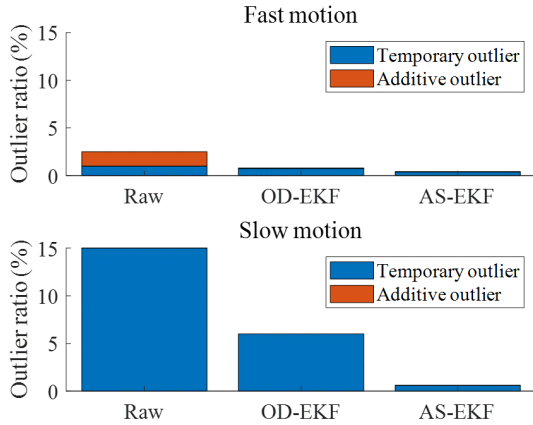 Fast motion
Outlier ratio (%)
15
10
5
0
Temporary outlier
Additive outlier
Raw OD-EKF AS-EKF
Slow motion
Outlier ratio (%)
15
10
5
0
Temporary outlier
Additive outlier
Raw OD-EKF AS-EKF